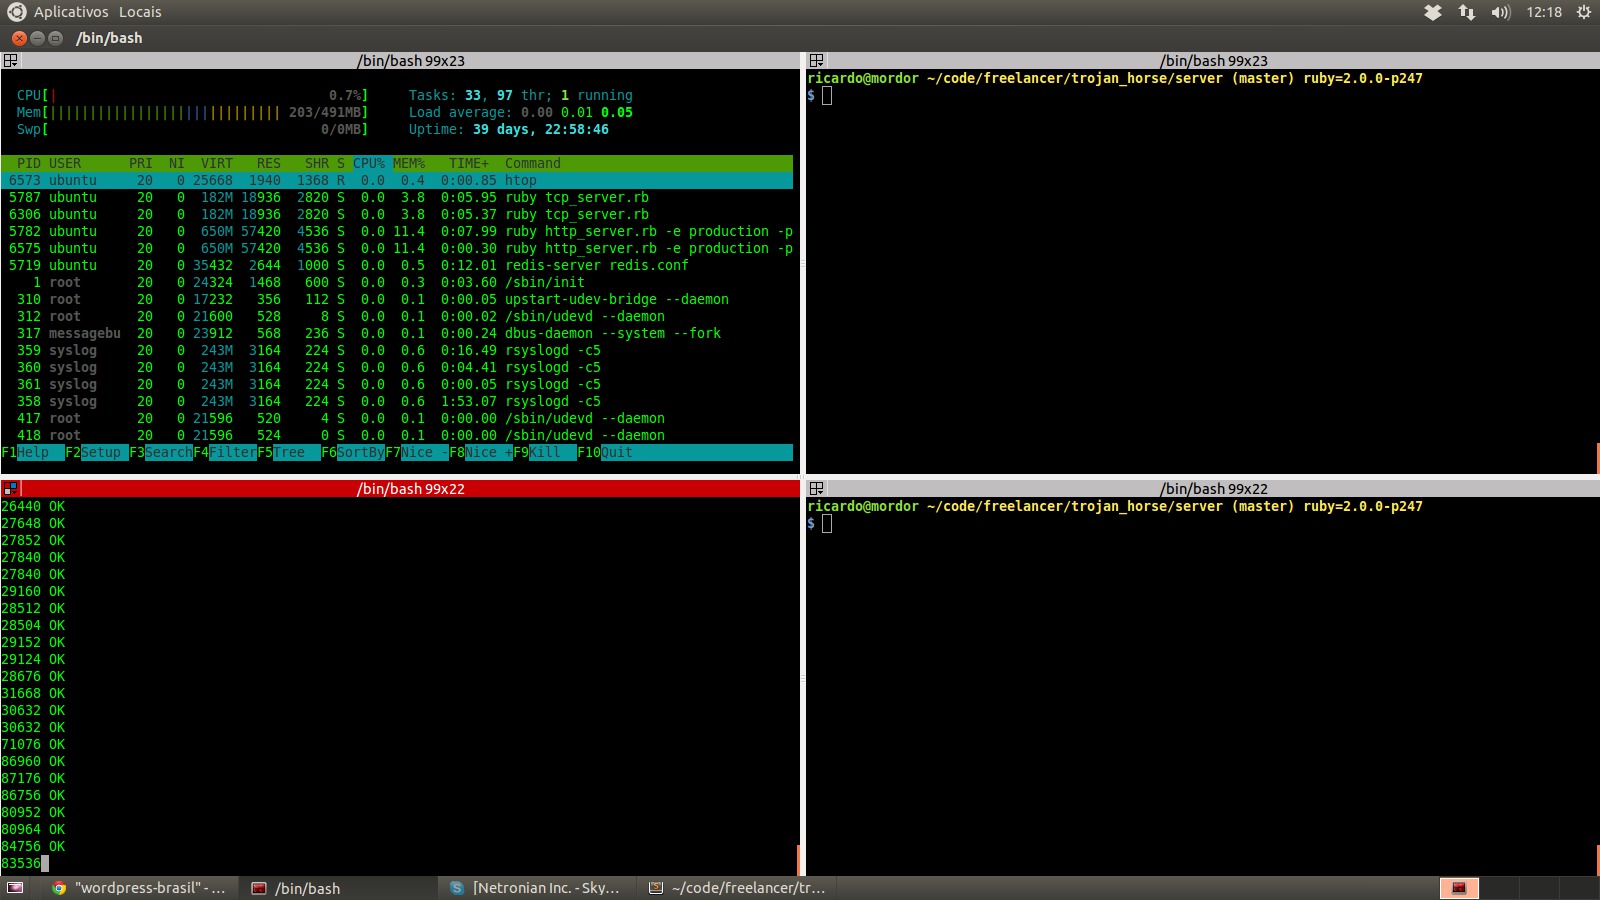 Aplicativos Locais 12:18
/bin/bash
/bin/bash 99x23
CPU[| 0.7%] Tasks: 33, 97 thr; 1 running
Mem[||||||||||||||||||||||||||||| 203/491MB] Load average: 0.00 0.01 0.05
Swp[ 0/0MB] Uptime: 39 days, 22:58:46
PID USER PRI NI VIRT RES SHR S CPU% MEM% TIME+ Command
6573 ubuntu 20 0 25668 1940 1368 R 0.0 0.4 0:00.85 htop
5787 ubuntu 20 0 182M 18936 2820 S 0.0 3.8 0:05.95 ruby tcp_server.rb
6306 ubuntu 20 0 182M 18936 2820 S 0.0 3.8 0:05.37 ruby tcp_server.rb
5782 ubuntu 20 0 650M 57420 4536 S 0.0 11.4 0:07.99 ruby http_server.rb -e production -p
6575 ubuntu 20 0 650M 57420 4536 S 0.0 11.4 0:00.30 ruby http_server.rb -e production -p
5719 ubuntu 20 0 35432 2644 1000 S 0.0 0.5 0:12.01 redis-server redis.conf
1 root 20 0 24324 1468 600 S 0.0 0.3 0:03.60 /sbin/init
310 root 20 0 17232 356 112 S 0.0 0.1 0:00.05 upstart-udev-bridge --daemon
312 root 20 0 21600 528 8 S 0.0 0.1 0:00.02 /sbin/udevd --daemon
317 messagebu 20 0 23912 568 236 S 0.0 0.1 0:00.24 dbus-daemon --system --fork
359 syslog 20 0 243M 3164 224 S 0.0 0.6 0:16.49 rsyslogd -c5
360 syslog 20 0 243M 3164 224 S 0.0 0.6 0:04.41 rsyslogd -c5
361 syslog 20 0 243M 3164 224 S 0.0 0.6 0:00.05 rsyslogd -c5
358 syslog 20 0 243M 3164 224 S 0.0 0.6 1:53.07 rsyslogd -c5
417 root 20 0 21596 520 4 S 0.0 0.1 0:00.00 /sbin/udevd --daemon
418 root 20 0 21596 524 0 S 0.0 0.1 0:00.00 /sbin/udevd --daemon
F1Help F2Setup F3SearchF4FilterF5Tree F6SortByF7Nice -F8Nice +F9Kill F10Quit
/bin/bash 99x23
ricardo@mordor ~/code/freelancer/trojan_horse/server (master) ruby=2.0.0-p247
$
/bin/bash 99x22
26440 OK
27648 OK
27852 OK
27840 OK
27840 OK
29160 OK
28512 OK
28504 OK
29152 OK
29124 OK
28676 OK
31668 OK
30632 OK
30632 OK
71076 OK
86960 OK
87176 OK
86756 OK
80952 OK
80964 OK
84756 OK
83536
/bin/bash 99x22
ricardo@mordor ~/code/freelancer/trojan_horse/server (master) ruby=2.0.0-p247
$
"wordpress-brasil" - ... /bin/bash [Netronian Inc. - Sky... ~/code/freelancer/tr...